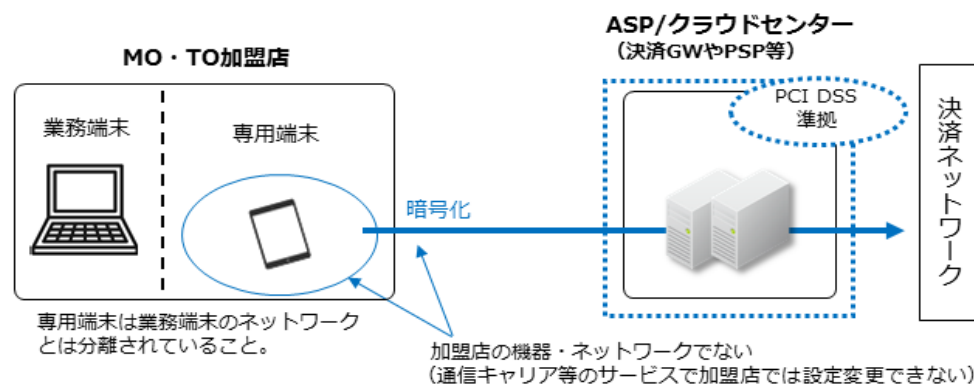 ASP/クラウドセンター
（決済GWやPSP等）
MO・TO加盟店
PCI DSS
準拠
業務端末
専用端末
決済ネットワーク
暗号化
専用端末は業務端末のネットワーク
とは分離されていること。
加盟店の機器・ネットワークでない
（通信キャリア等のサービスで加盟店では設定変更できない）